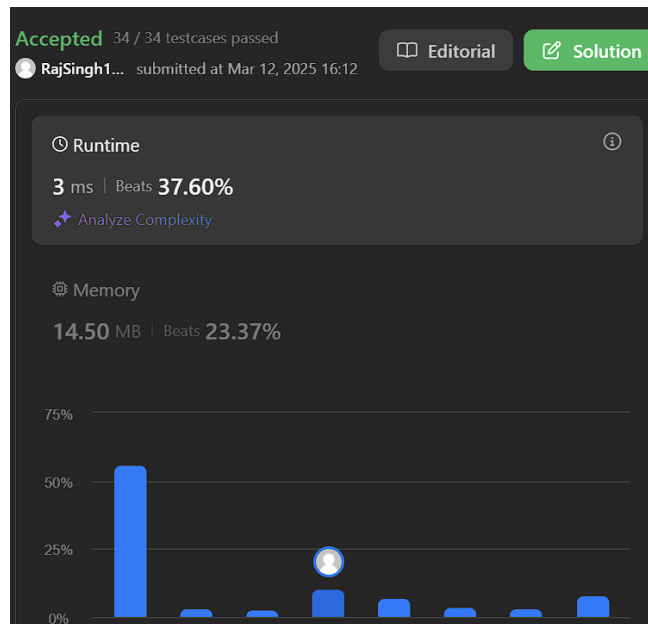 Accepted 34 / 34 testcases passed
Editorial
Solution
RajSingh1... submitted at Mar 12, 2025 16:12
Runtime
3 ms | Beats 37.60%
Analyze Complexity
Memory
14.50 MB | Beats 23.37%
75%
50%
25%
0%